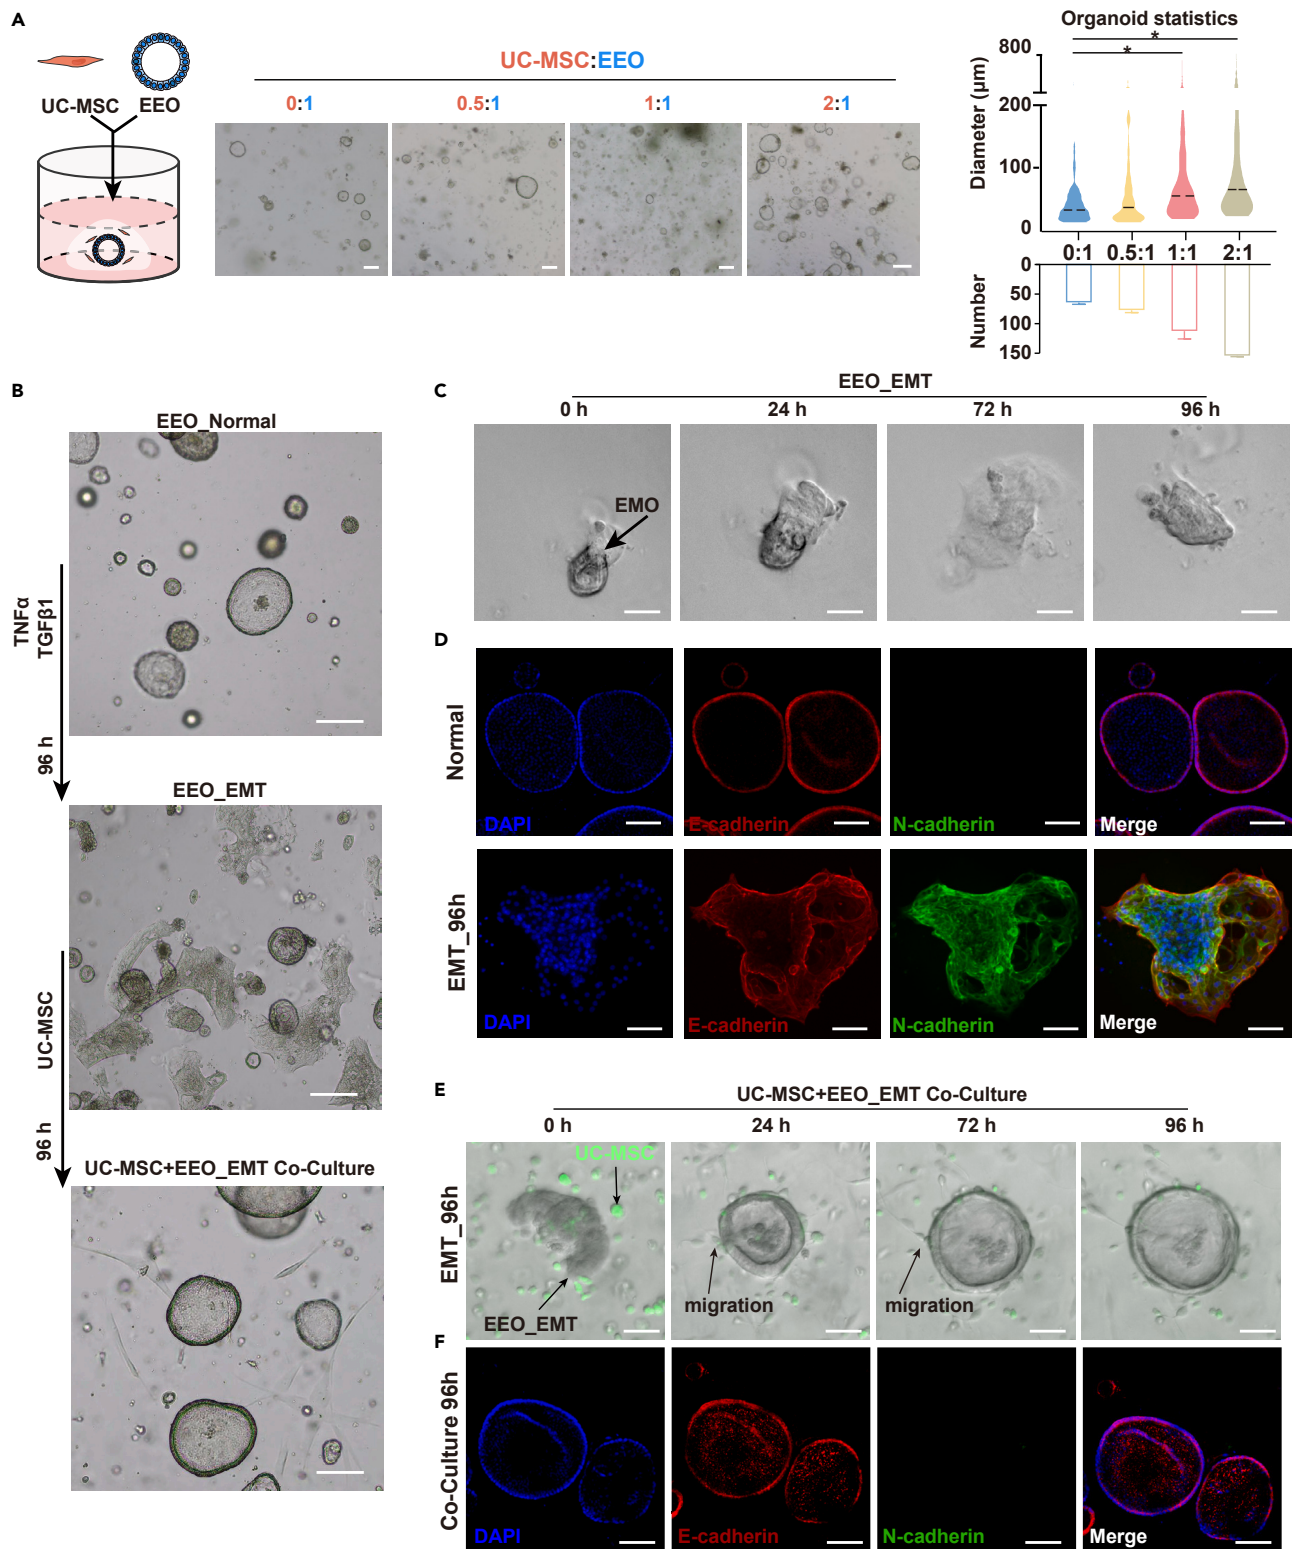 A
UC-MSC EEO
UC-MSC:EEO
0:1 0.5:1 1:1 2:1
Organoid statistics
* *
Diameter (μm)
800
200
100
0
0:1 0.5:1 1:1 2:1
Number
0
50
100
150
B
EEO_Normal
TNFα
TGFβ1
96 h
EEO_EMT
UC-MSC
96 h
UC-MSC+EEO_EMT Co-Culture
C
EEO_EMT
0 h 24 h 72 h 96 h
EMO
D
Normal
DAPI E-cadherin N-cadherin Merge
EMT_96h
DAPI E-cadherin N-cadherin Merge
E
UC-MSC+EEO_EMT Co-Culture
0 h 24 h 72 h 96 h
EMT_96h
UC-MSC
EEO_EMT
migration
migration
F
Co-Culture 96h
DAPI E-cadherin N-cadherin Merge